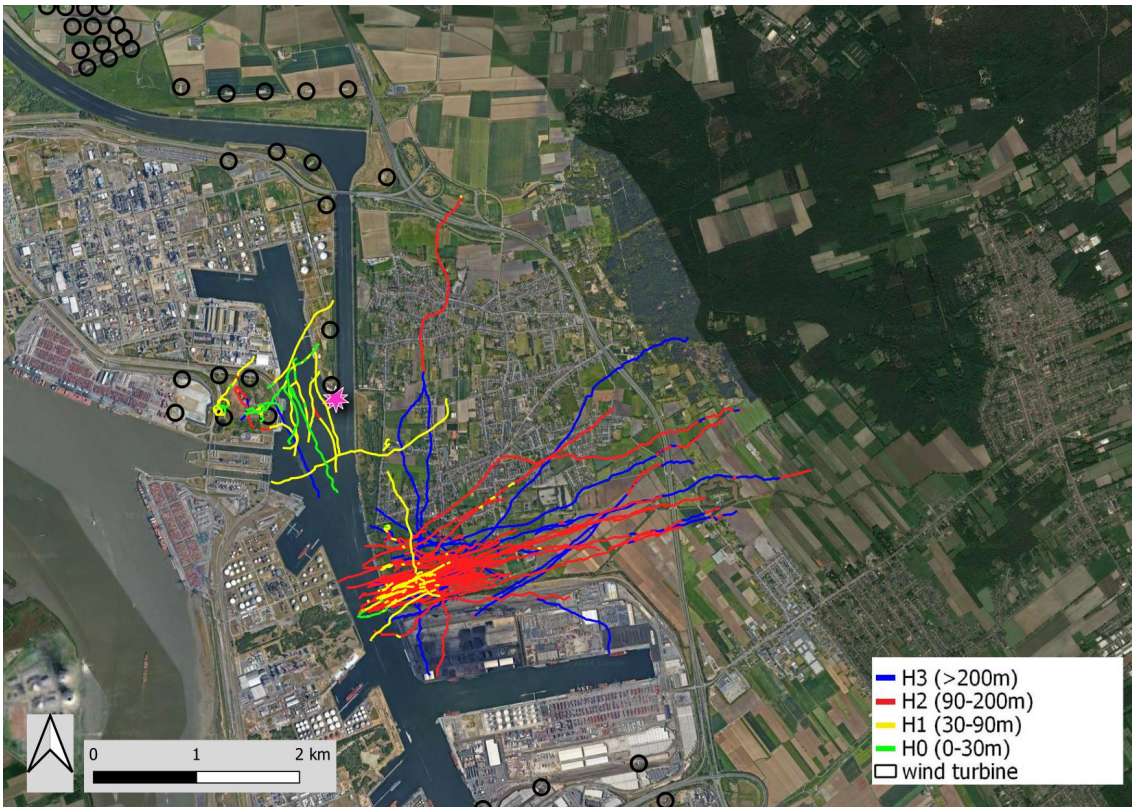 H3 (>200m)
H2 (90-200m)
H1 (30-90m)
H0 (0-30m)
wind turbine
0 1 2 km